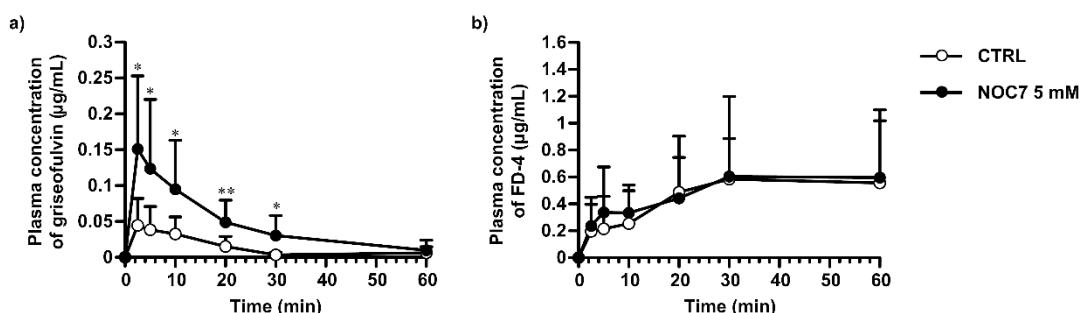 a)
Plasma concentration
of griseofulvin (µg/mL)
0.3
0.25
0.2
0.15
0.1
0.05
0
*
*
*
**
*
0 10 20 30 40 50 60
Time (min)
b)
Plasma concentration
of FD-4 (µg/mL)
1.6
1.4
1.2
1
0.8
0.6
0.4
0.2
0
0 10 20 30 40 50 60
Time (min)
CTRL
NOC7 5 mM